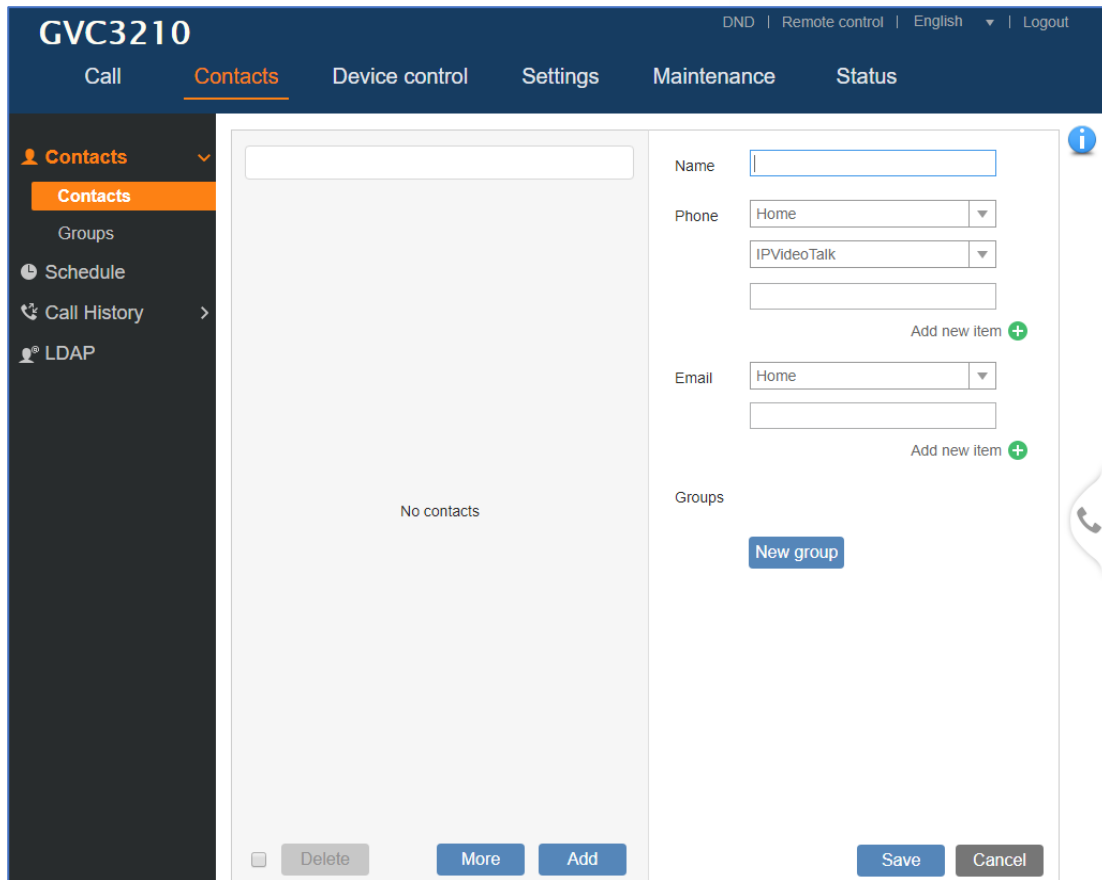 GVC3210
DND | Remote control | English | Logout
Call Contacts Device control Settings Maintenance Status
Contacts
Contacts
Groups
Schedule
Call History
LDAP
No contacts
Delete More Add
Name
Phone Home
IPVideoTalk
Add new item
Email Home
Add new item
Groups
New group
Save Cancel